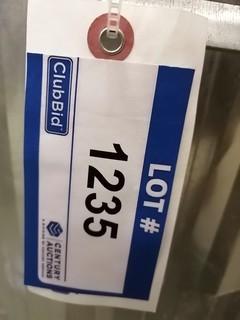 LOT #
1235
ClubBid
CENTURY
AUCTIONS